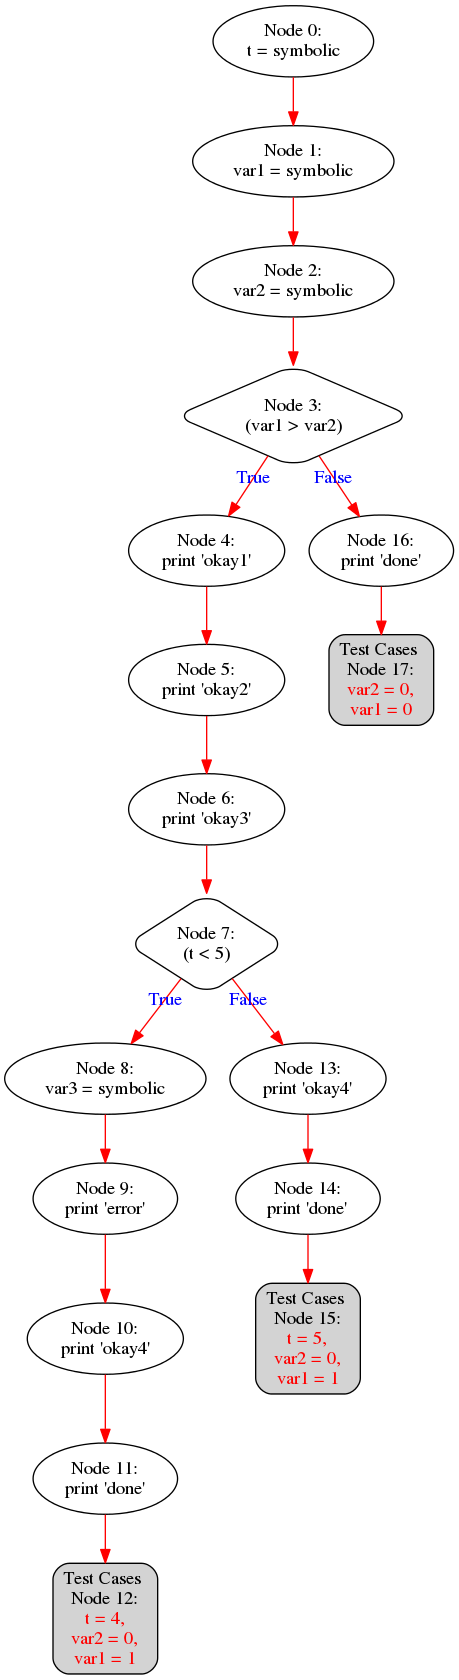 Node 0:
t = symbolic
Node 1:
var1 = symbolic
Node 2:
var2 = symbolic
Node 3:
(var1 > var2)
True
False
Node 4:
print 'okay1'
Node 16:
print 'done'
Node 5:
print 'okay2'
Test Cases
Node 17:
var2 = 0,
var1 = 0
Node 6:
print 'okay3'
Node 7:
(t < 5)
True
False
Node 8:
var3 = symbolic
Node 13:
print 'okay4'
Node 9:
print 'error'
Node 14:
print 'done'
Node 10:
print 'okay4'
Test Cases
Node 15:
t = 5,
var2 = 0,
var1 = 1
Node 11:
print 'done'
Test Cases
Node 12:
t = 4,
var2 = 0,
var1 = 1